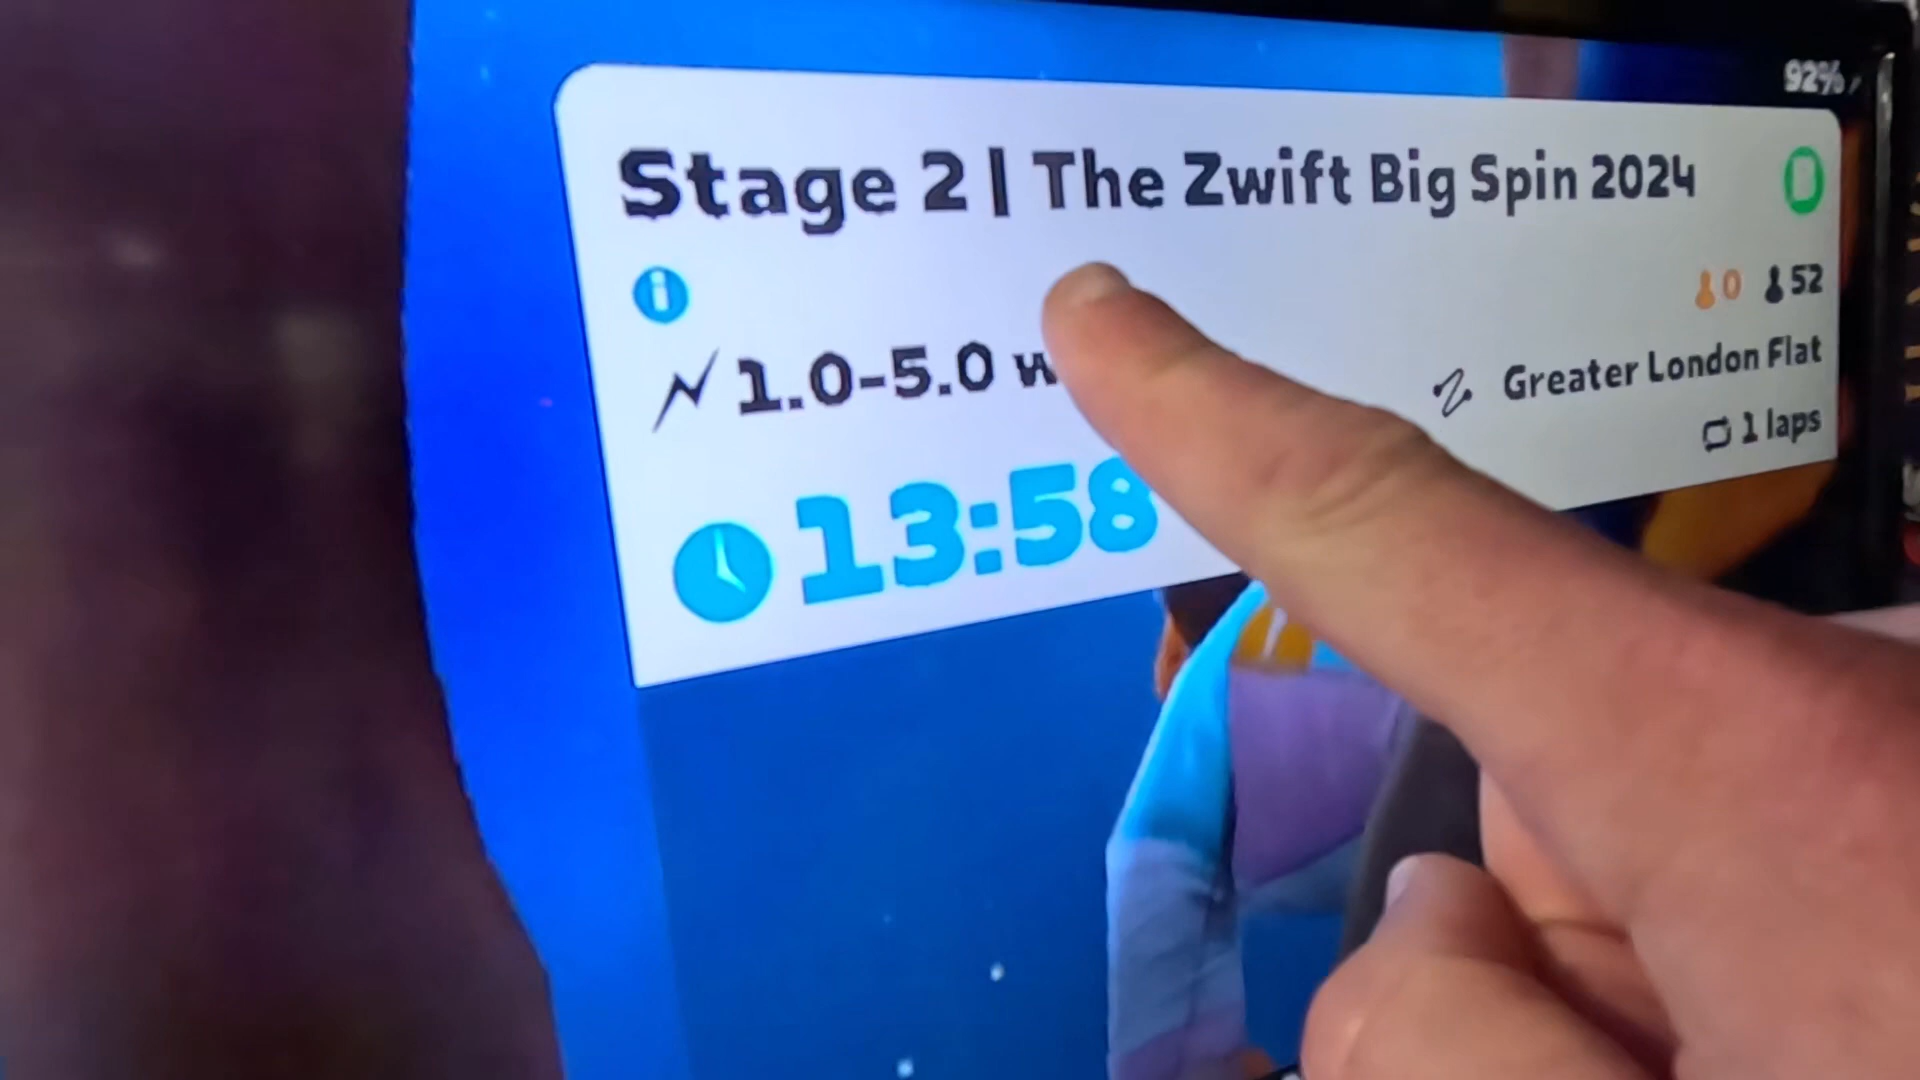 92%
Stage 2 | The Zwift Big Spin 2024
0 52
1.0-5.0
Greater London Flat
1 laps
13:58